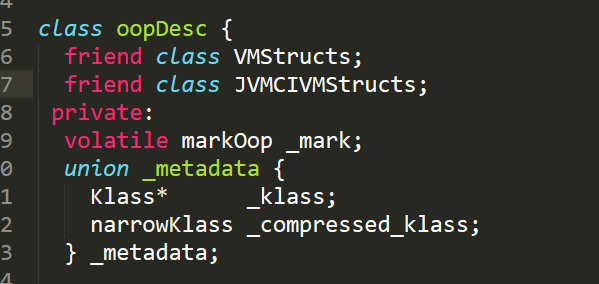 4
5 class oopDesc {
6   friend class VMStructs;
7   friend class JVMCIVMStructs;
8  private:
9   volatile markOop _mark;
0   union _metadata {
1     Klass*      _klass;
2     narrowKlass _compressed_klass;
3   } _metadata;
4